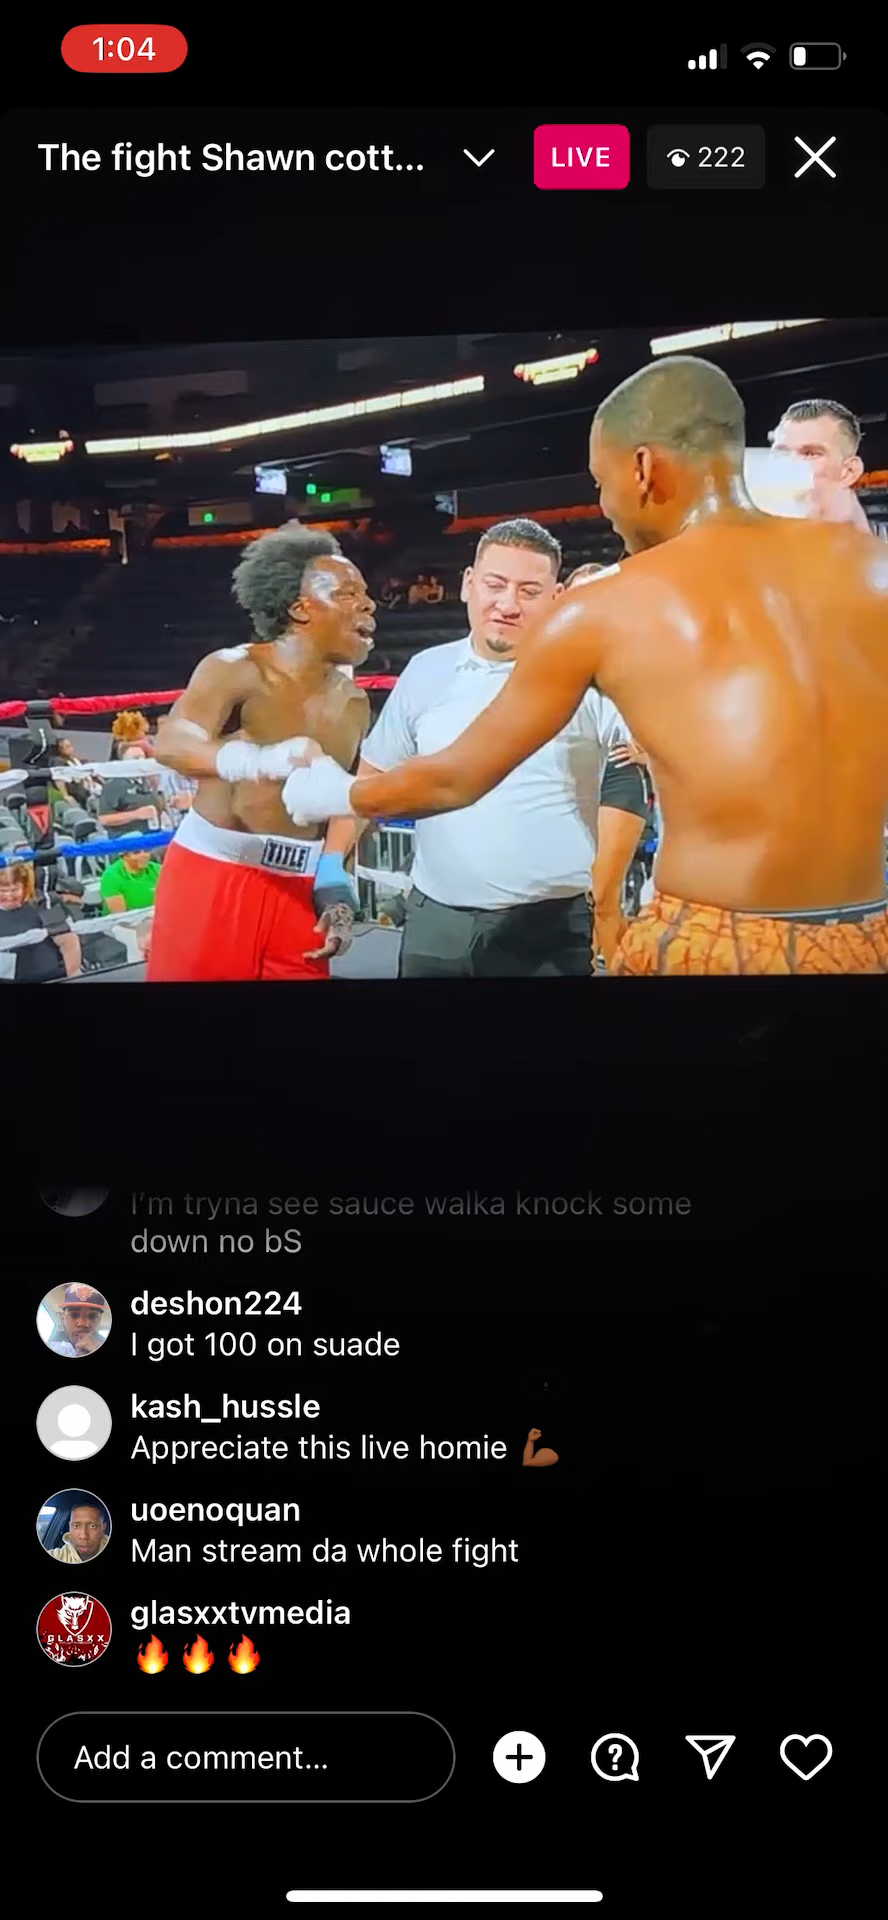 1:04
The fight Shawn cott...
LIVE
222
TITLE
I'm tryna see sauce walka knock some
down no bS
deshon224
I got 100 on suade
kash_hussle
Appreciate this live homie
uoenoquan
Man stream da whole fight
GLASXX
glasxxtvmedia
Add a comment...